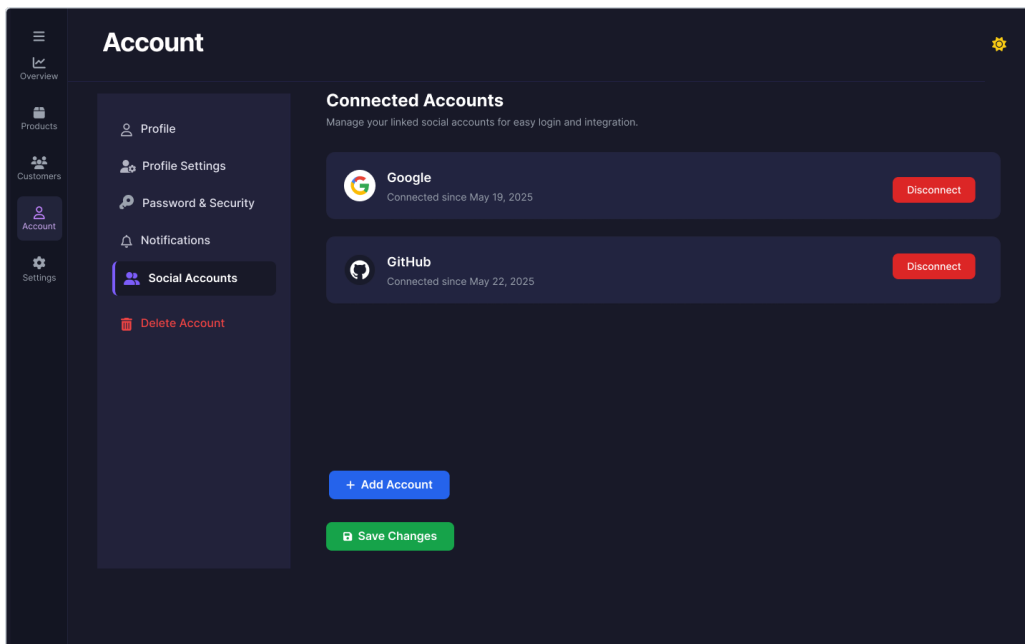 Account
Overview
Products
Customers
Account
Settings
Profile
Profile Settings
Password & Security
Notifications
Social Accounts
Delete Account
Connected Accounts
Manage your linked social accounts for easy login and integration.
Google
Connected since May 19, 2025
Disconnect
GitHub
Connected since May 22, 2025
Disconnect
+ Add Account
Save Changes